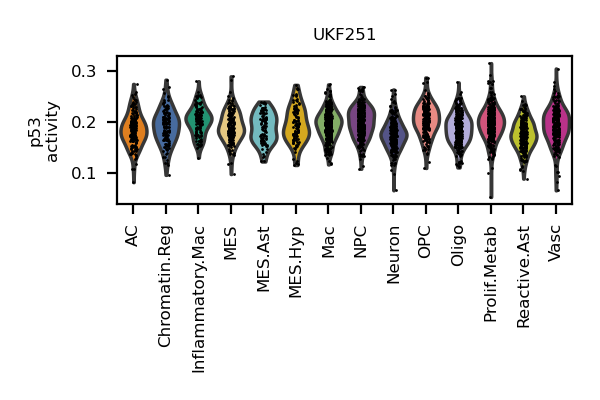 UKF251
p53
activity
0.3
0.2
0.1
AC
Chromatin.Reg
Inflammatory.Mac
MES
MES.Ast
MES.Hyp
Mac
NPC
Neuron
OPC
Oligo
Prolif.Metab
Reactive.Ast
Vasc